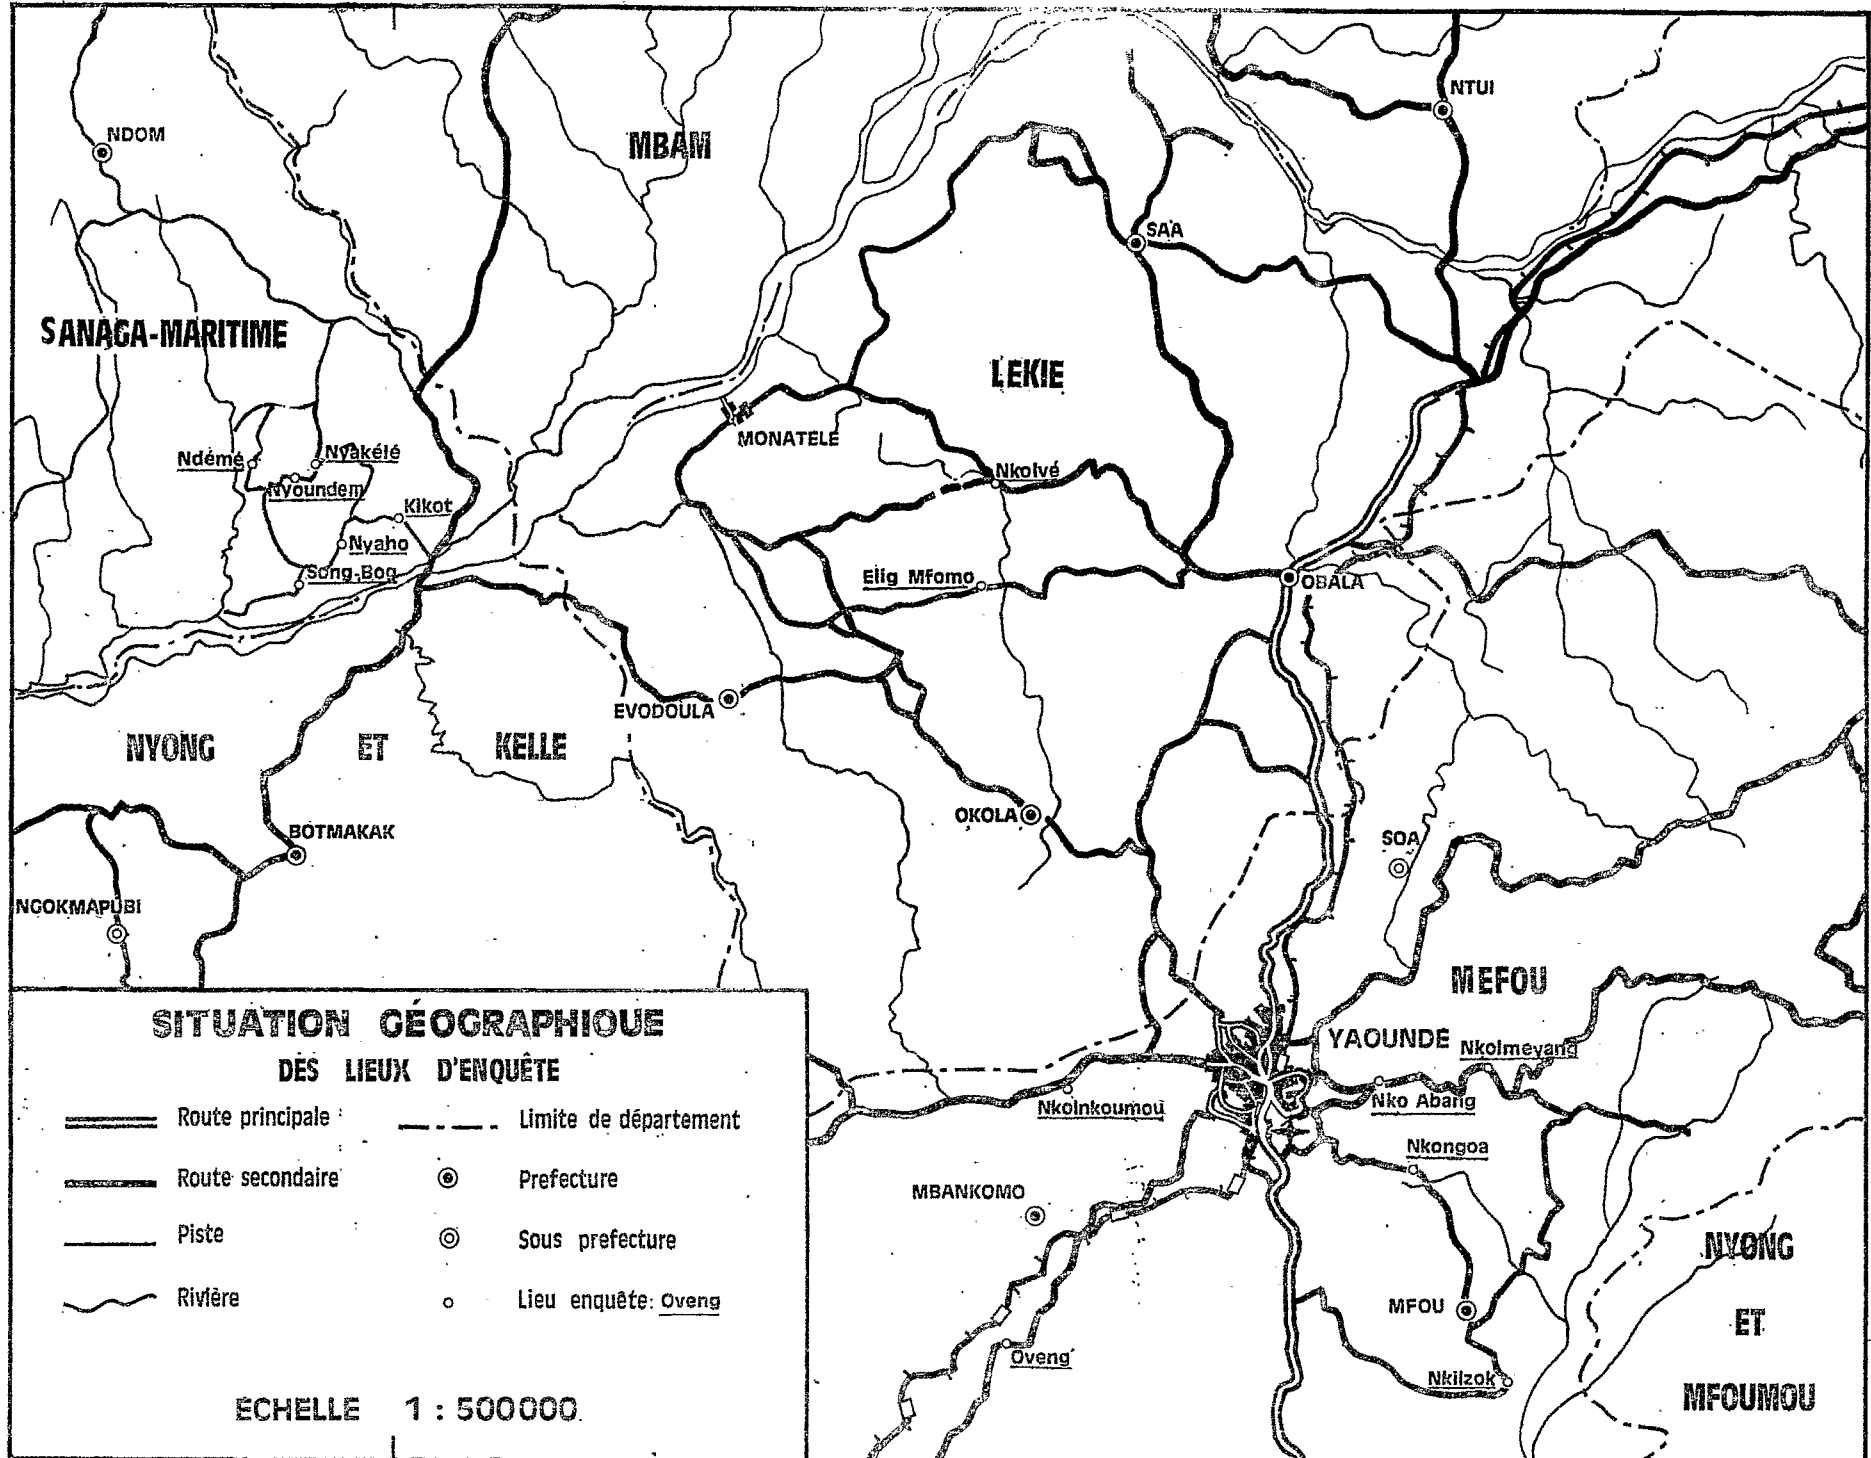 NTUI
NDOM
MBAM
SAA
SANAGA-MARITIME
LEKIE
MONATELE
Ndémé
Nyakélé
Nkolvé
Nyoundem
Kikot
Nyaho
Song-Bog
Elig Mfomo
OBALA
EVODOULA
NYONG ET KELLE
OKOLA
BOTMAKAK
SOA
NGOKMAPUBI
MEFOU
SITUATION GÉOGRAPHIQUE
DES LIEUX D'ENQUÊTE
YAOUNDE
Nkolmeyang
Route principale
Limite de département
Nkolnkoumou
Nko Abang
Nkongoa
Route secondaire
Prefecture
MBANKOMO
Piste
Sous prefecture
NYONG
ET
MFOUMOU
Rivière
Lieu enquête: Oveng
MFOU
Oveng
Nkilzok
ECHELLE 1 : 500000